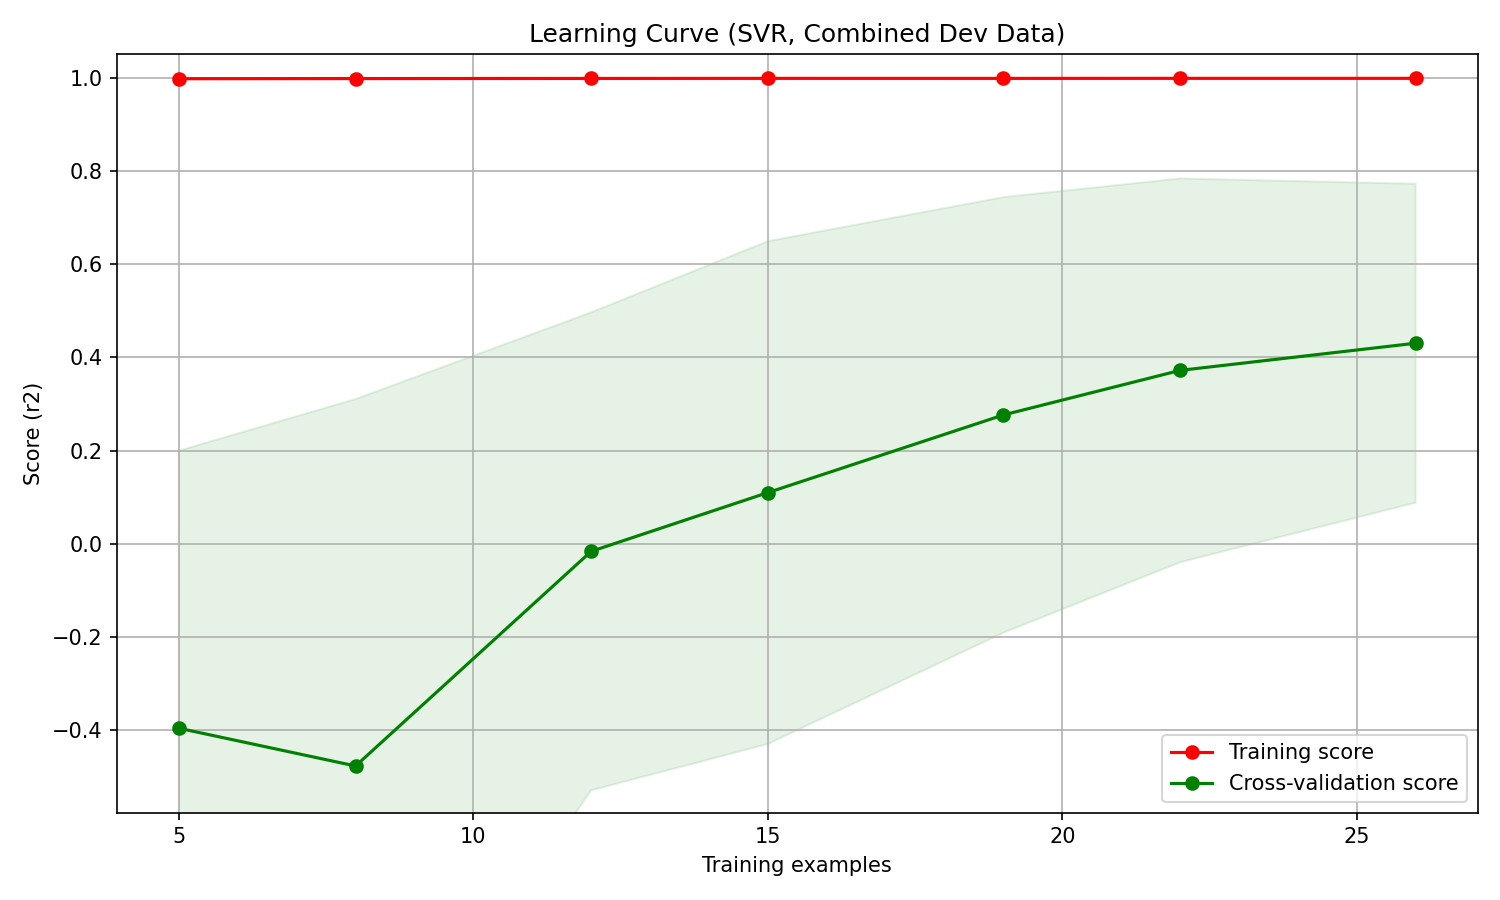 Learning Curve (SVR, Combined Dev Data)
1.0
0.8
0.6
0.4
0.2
0.0
−0.2
−0.4
Score (r2)
5 10 15 20 25
Training examples
Training score
Cross-validation score